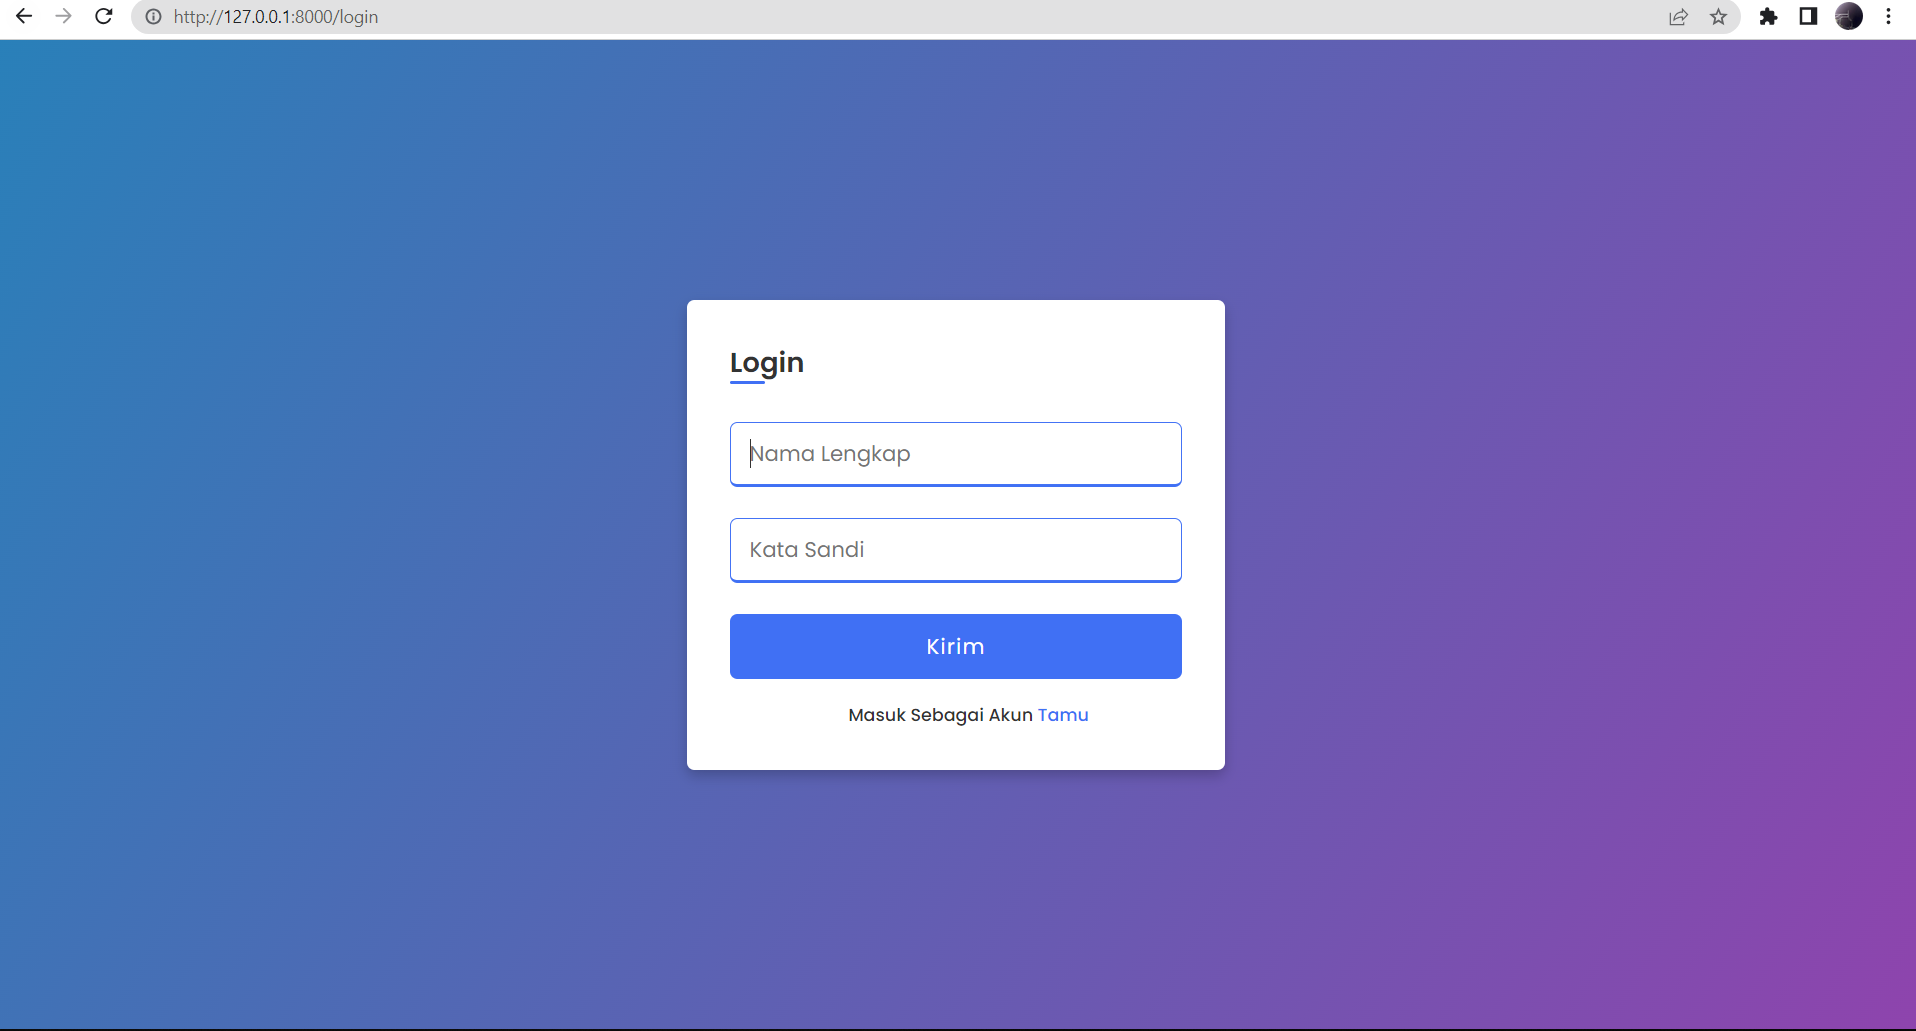 http://127.0.0.1:8000/login
Login
Nama Lengkap
Kata Sandi
Kirim
Masuk Sebagai Akun Tamu